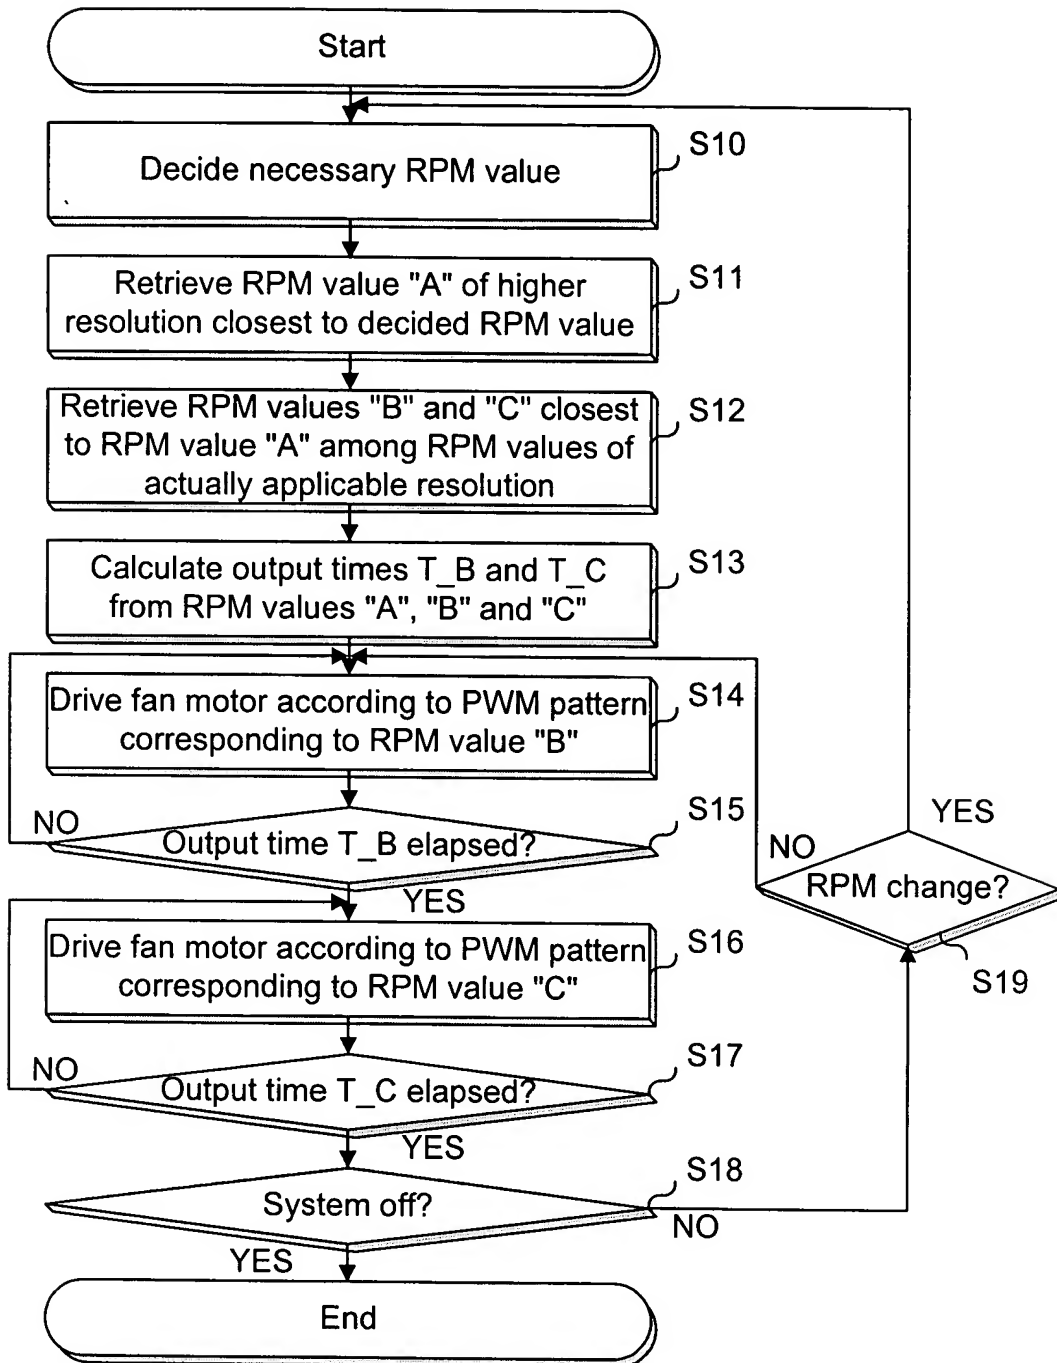 Start
Decide necessary RPM value
S10
Retrieve RPM value "A" of higher
resolution closest to decided RPM value
S11
Retrieve RPM values "B" and "C" closest
to RPM value "A" among RPM values of
actually applicable resolution
S12
Calculate output times T_B and T_C
from RPM values "A", "B" and "C"
S13
Drive fan motor according to PWM pattern
corresponding to RPM value "B"
S14
NO
Output time T_B elapsed?
S15
YES
NO
RPM change?
YES
S19
Drive fan motor according to PWM pattern
corresponding to RPM value "C"
S16
NO
Output time T_C elapsed?
S17
YES
System off?
S18
NO
YES
End